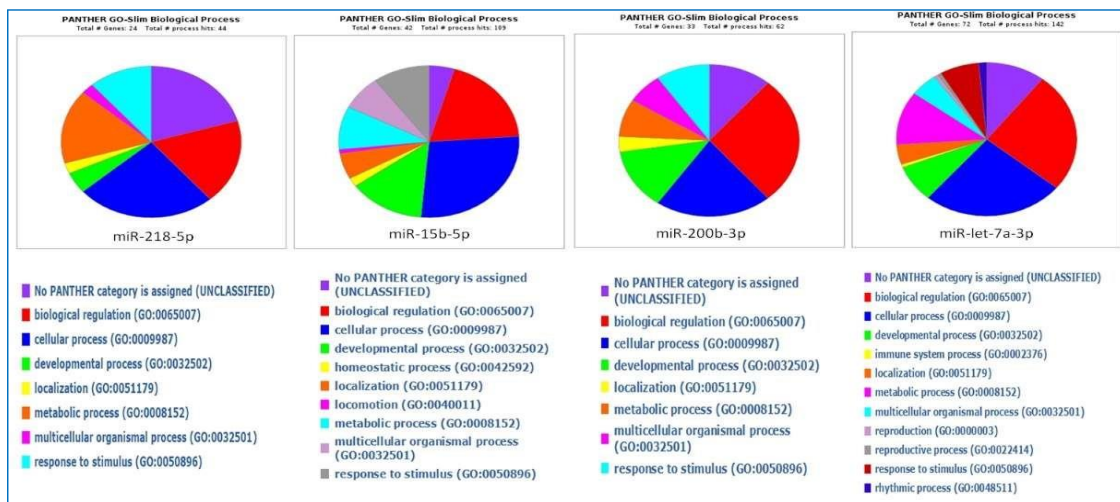 PANTHER GO-Slim Biological Process
Total # Genes: 24 Total # process hits: 44
miR-218-5p
No PANTHER category is assigned (UNCLASSIFIED)
biological regulation (GO:0065007)
cellular process (GO:0009987)
developmental process (GO:0032502)
localization (GO:0051179)
metabolic process (GO:0008152)
multicellular organismal process (GO:0032501)
response to stimulus (GO:0050896)
PANTHER GO-Slim Biological Process
Total # Genes: 42 Total # process hits: 109
miR-15b-5p
No PANTHER category is assigned
(UNCLASSIFIED)
biological regulation (GO:0065007)
cellular process (GO:0009987)
developmental process (GO:0032502)
homeostatic process (GO:0042592)
localization (GO:0051179)
locomotion (GO:0040011)
metabolic process (GO:0008152)
multicellular organismal process
(GO:0032501)
response to stimulus (GO:0050896)
PANTHER GO-Slim Biological Process
Total # Genes: 33 Total # process hits: 62
miR-200b-3p
No PANTHER category is assigned
(UNCLASSIFIED)
biological regulation (GO:0065007)
cellular process (GO:0009987)
developmental process (GO:0032502)
localization (GO:0051179)
metabolic process (GO:0008152)
multicellular organismal process
(GO:0032501)
response to stimulus (GO:0050896)
PANTHER GO-Slim Biological Process
Total # Genes: 72 Total # process hits: 142
miR-let-7a-3p
No PANTHER category is assigned (UNCLASSIFIED)
biological regulation (GO:0065007)
cellular process (GO:0009987)
developmental process (GO:0032502)
immune system process (GO:0002376)
localization (GO:0051179)
metabolic process (GO:0008152)
multicellular organismal process (GO:0032501)
reproduction (GO:0000003)
reproductive process (GO:0022414)
response to stimulus (GO:0050896)
rhythmic process (GO:0048511)